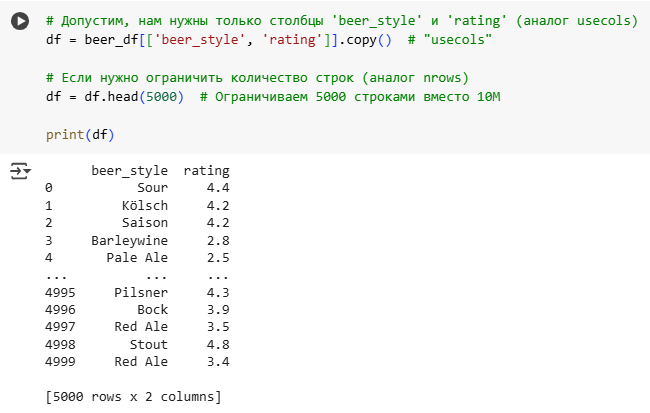 # Допустим, нам нужны только столбцы 'beer_style' и 'rating' (аналог usecols)
df = beer_df[['beer_style', 'rating']].copy()  # "usecols"
# Если нужно ограничить количество строк (аналог nrows)
df = df.head(5000)  # Ограничиваем 5000 строками вместо 10M
print(df)
beer_style  rating
0           Sour     4.4
1         Kölsch     4.2
2         Saison     4.2
3     Barleywine     2.8
4       Pale Ale     2.5
...          ...     ...
4995     Pilsner     4.3
4996        Bock     3.9
4997     Red Ale     3.5
4998       Stout     4.8
4999     Red Ale     3.4
[5000 rows x 2 columns]